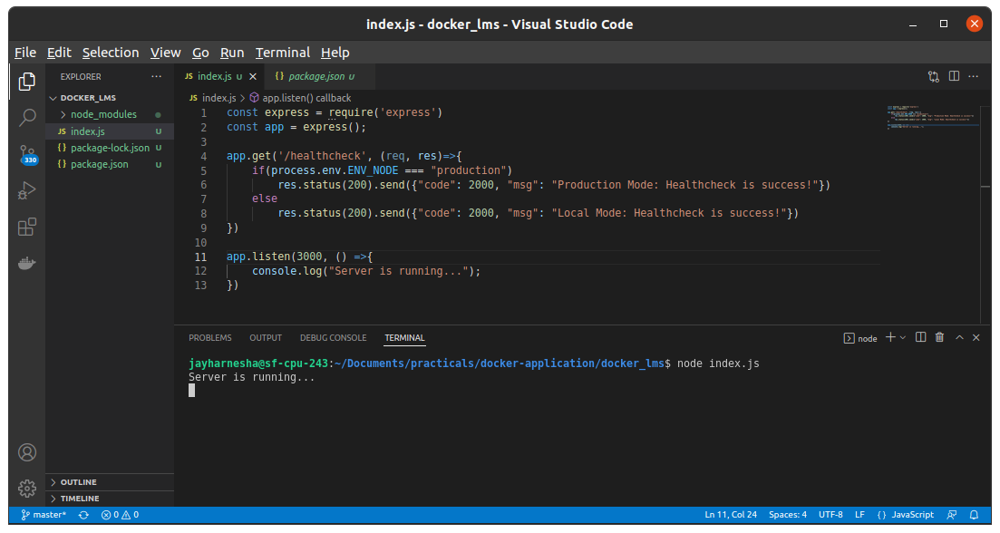 index.js - docker_lms - Visual Studio Code
File Edit Selection View Go Run Terminal Help
EXPLORER ...
JS index.js U × {} package.json U ...
DOCKER_LMS
JS index.js > app.listen() callback
node_modules
JS index.js U
{} package-lock.json U
{} package.json U
330
1 const express = require('express')
2 const app = express();
3
4 app.get('/healthcheck', (req, res)=>{
5 if(process.env.ENV_NODE === "production")
6 res.status(200).send({"code": 2000, "msg": "Production Mode: Healthcheck is success!"})
7 else
8 res.status(200).send({"code": 2000, "msg": "Local Mode: Healthcheck is success!"})
9 })
10
11 app.listen(3000, () =>{
12 console.log("Server is running...");
13 })
PROBLEMS OUTPUT DEBUG CONSOLE TERMINAL node
jayharnesha@sf-cpu-243:~/Documents/practicals/docker-application/docker_lms$ node index.js
Server is running...
OUTLINE
TIMELINE
master* 0 0 Ln 11, Col 24 Spaces: 4 UTF-8 LF {} JavaScript